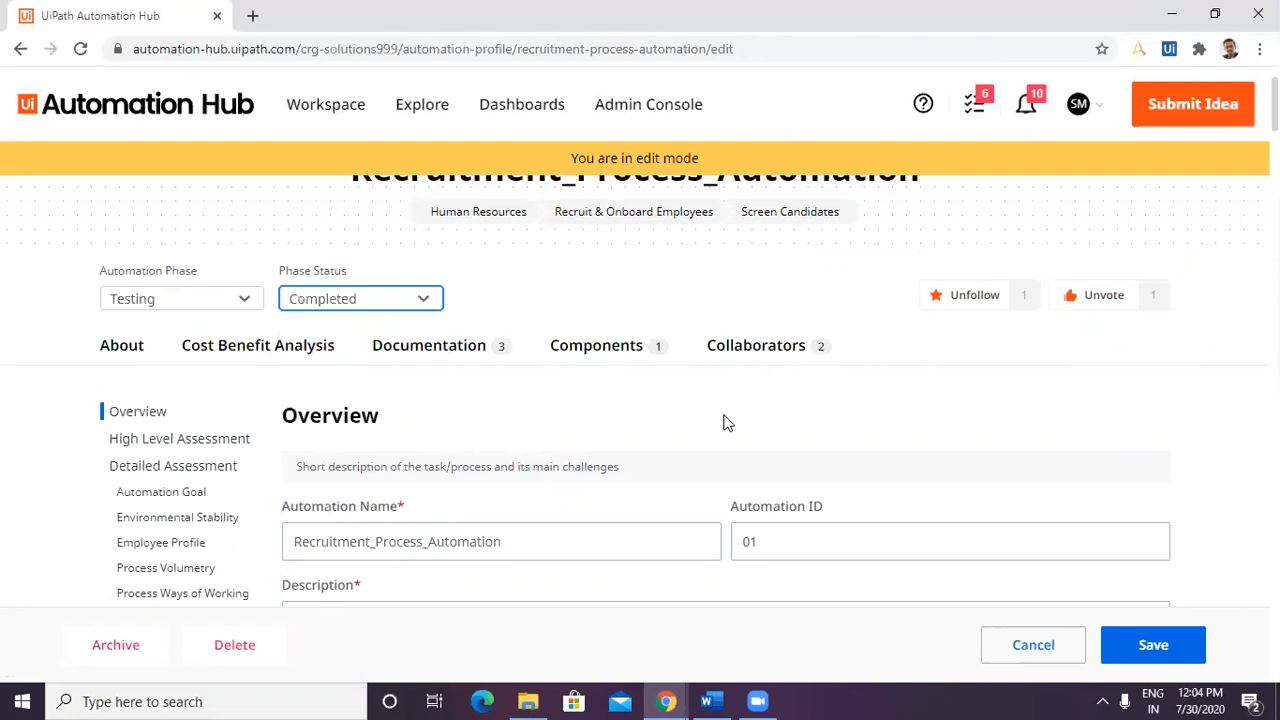 UiPath Automation Hub
automation-hub.uipath.com/crg-solutions999/automation-profile/recruitment-process-automation/edit
Ui Automation Hub
Workspace
Explore
Dashboards
Admin Console
6
10
SM
Submit Idea
You are in edit mode
Recruitment_Process_Automation
Human Resources
Recruit & Onboard Employees
Screen Candidates
Automation Phase
Phase Status
Testing
Completed
Unfollow 1
Unvote 1
About
Cost Benefit Analysis
Documentation 3
Components 1
Collaborators 2
Overview
High Level Assessment
Detailed Assessment
Automation Goal
Environmental Stability
Employee Profile
Process Volumetry
Process Ways of Working
Overview
Short description of the task/process and its main challenges
Automation Name*
Automation ID
Recruitment_Process_Automation
01
Description*
Archive
Delete
Cancel
Save
Type here to search
ENG
IN
12:04 PM
7/30/2020
2